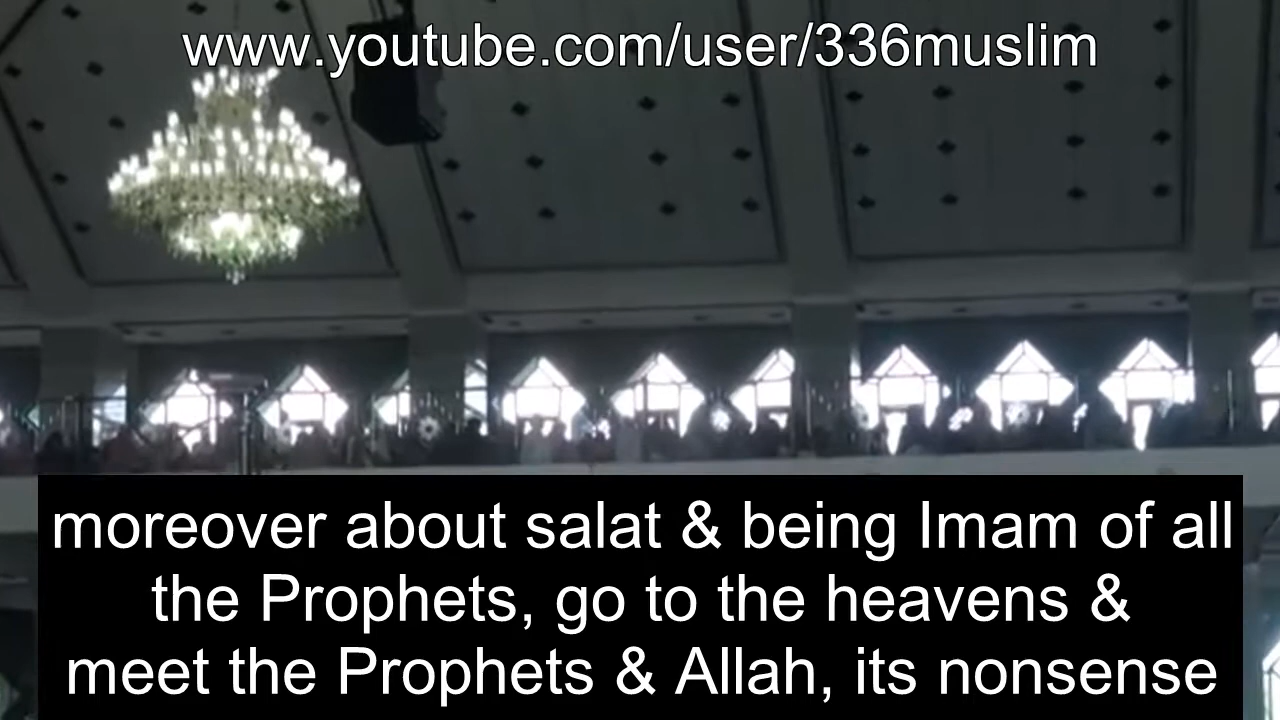 www.youtube.com/user/336muslim
moreover about salat & being Imam of all
the Prophets, go to the heavens &
meet the Prophets & Allah, its nonsense